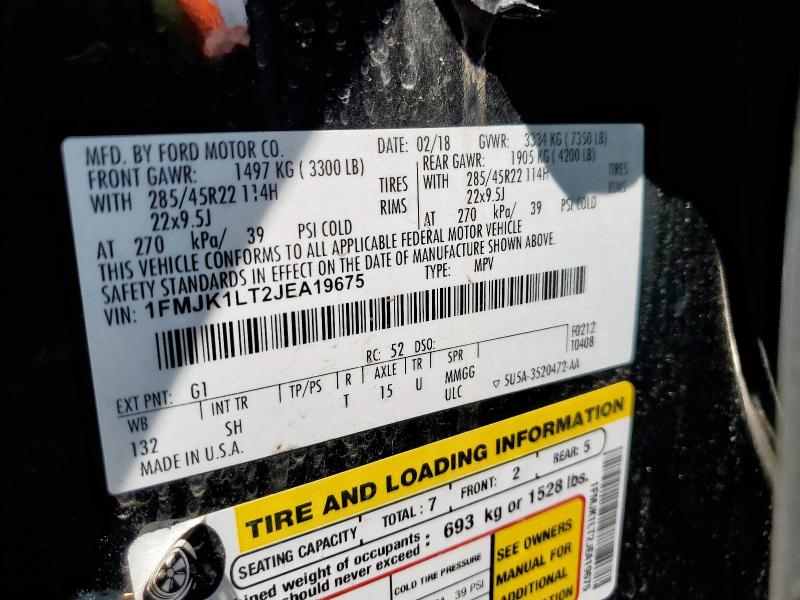 MFD. BY FORD MOTOR CO.
DATE: 02/18 GVWR: 3334 KG ( 7350 LB)
FRONT GAWR: 1497 KG ( 3300 LB)
REAR GAWR: 1905 KG ( 4200 LB)
WITH 285/45R22 114H TIRES
WITH 285/45R22 114H TIRES
22x9.5J RIMS
22x9.5J RIMS
AT 270 kPa/ 39 PSI COLD
AT 270 kPa/ 39 PSI COLD
THIS VEHICLE CONFORMS TO ALL APPLICABLE FEDERAL MOTOR VEHICLE
SAFETY STANDARDS IN EFFECT ON THE DATE OF MANUFACTURE SHOWN ABOVE.
VIN: 1FMJK1LT2JEA19675 TYPE: MPV
F0212
T0408
RC: 52 DSO:
EXT PNT: G1
WB INT TR TP/PS R AXLE TR SPR
132 SH T 15 U MMGG
ULC
▽ 5U5A-3520472-AA
MADE IN U.S.A.
TIRE AND LOADING INFORMATION
SEATING CAPACITY TOTAL : 7 FRONT: 2 REAR: 5
ined weight of occupants
should never exceed : 693 kg or 1528 lbs.
COLD TIRE PRESSURE
39 PSI
SEE OWNERS
MANUAL FOR
ADDITIONAL
1FMJK1LT2JEA19675